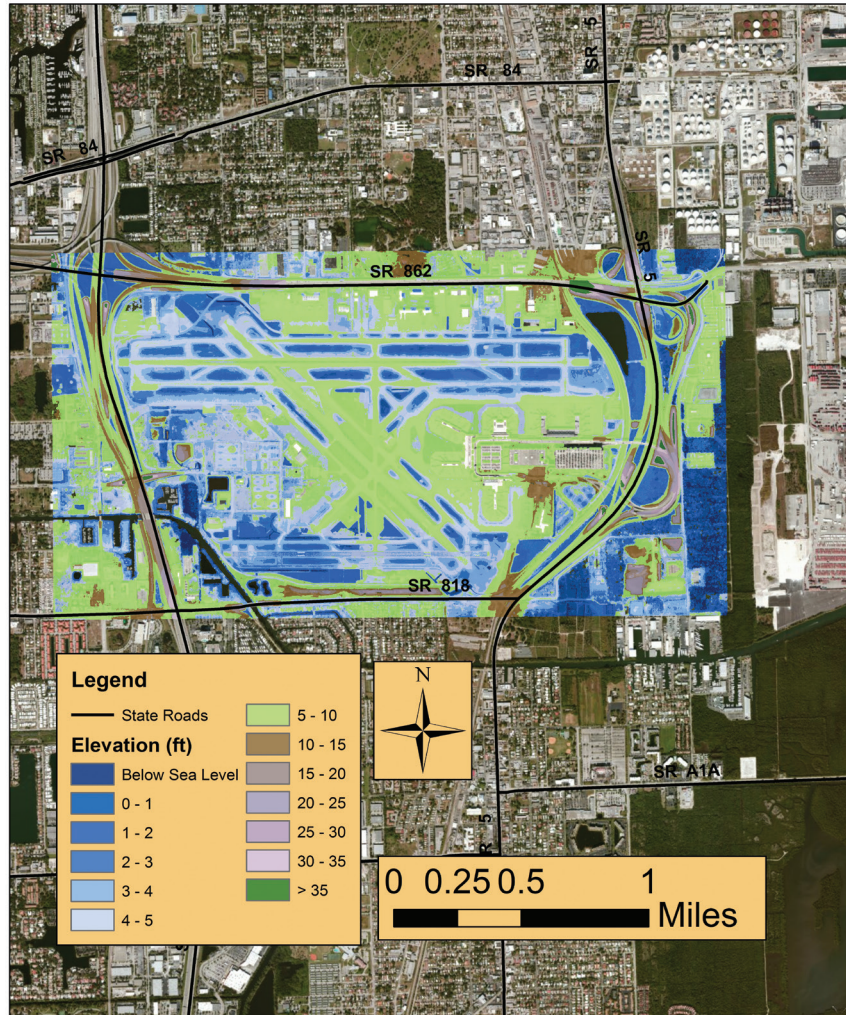 SR 5
SR 84
SR 84
SR 5
SR 862
SR 818
Legend
State Roads
Elevation (ft)
Below Sea Level
0 - 1
1 - 2
2 - 3
3 - 4
4 - 5
5 - 10
10 - 15
15 - 20
20 - 25
25 - 30
30 - 35
> 35
N
SR A1A
5
0 0.25 0.5 1
Miles